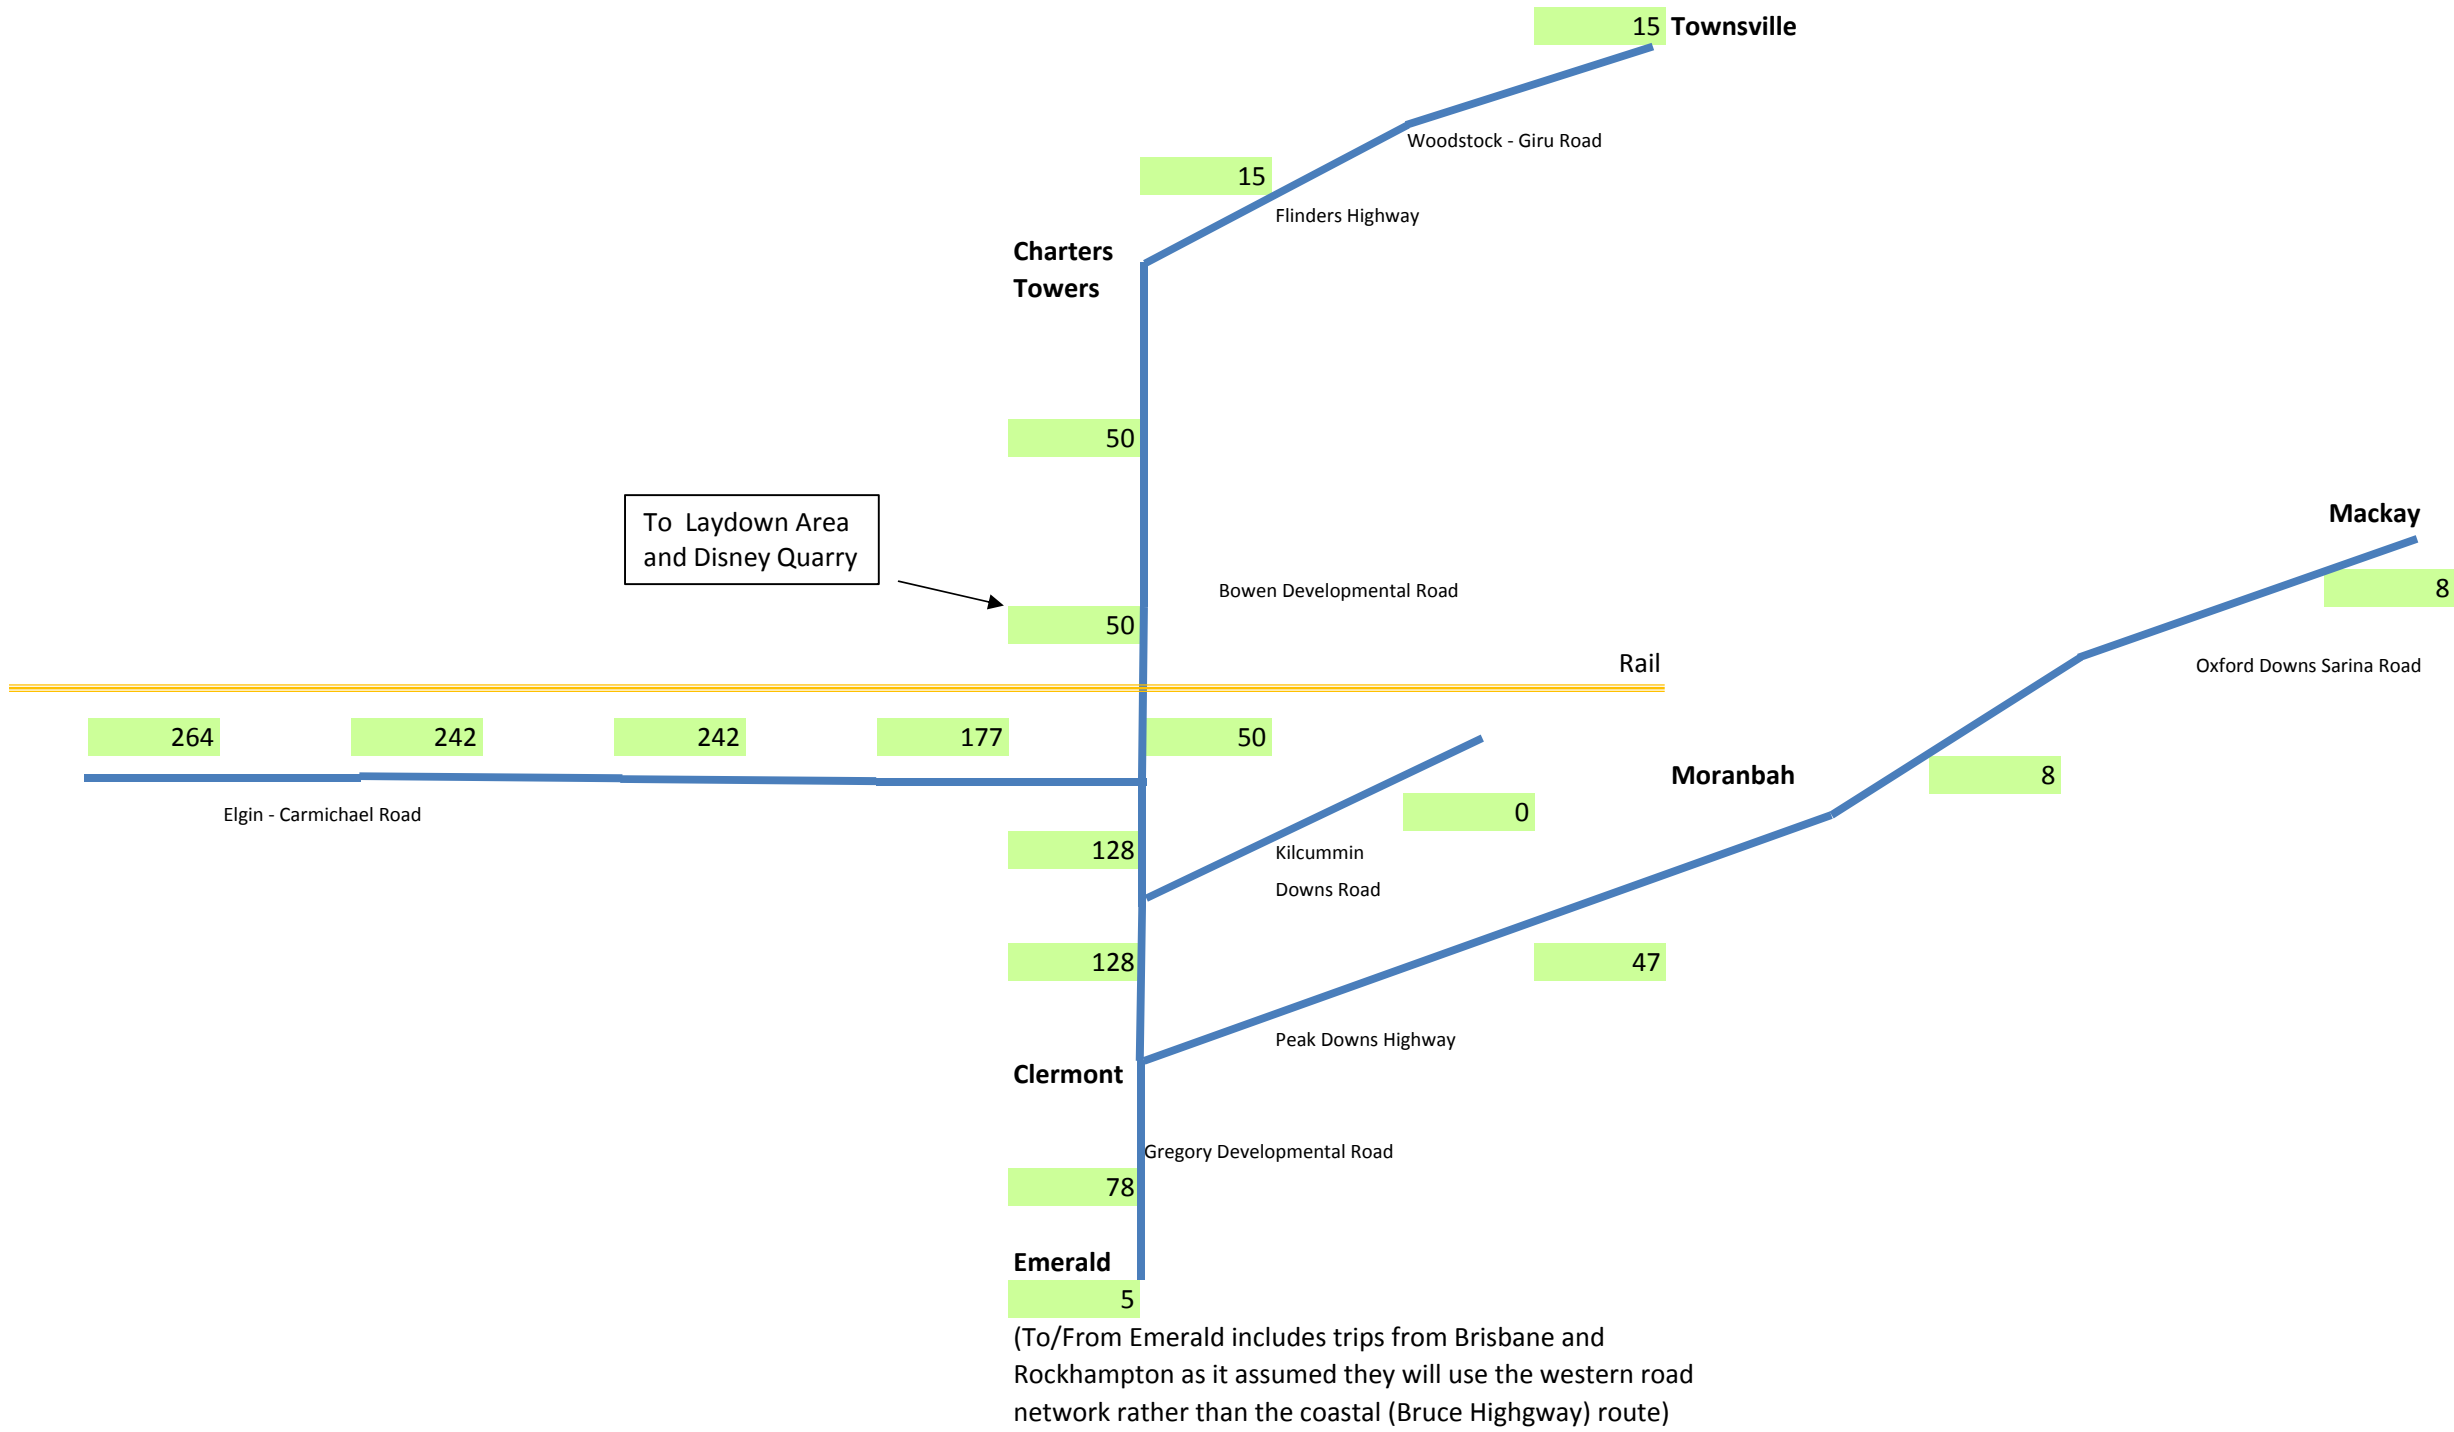 15 Townsville
Woodstock - Giru Road
15
Flinders Highway
Charters
Towers
50
To  Laydown Area
and Disney Quarry
Mackay
Bowen Developmental Road
8
50
Rail
Oxford Downs Sarina Road
264
242
242
177
50
Moranbah
8
Elgin - Carmichael Road
0
128
Kilcummin
Downs Road
128
47
Peak Downs Highway
Clermont
Gregory Developmental Road
78
Emerald
5
(To/From Emerald includes trips from Brisbane and
Rockhampton as it assumed they will use the western road
network rather than the coastal (Bruce Highgway) route)